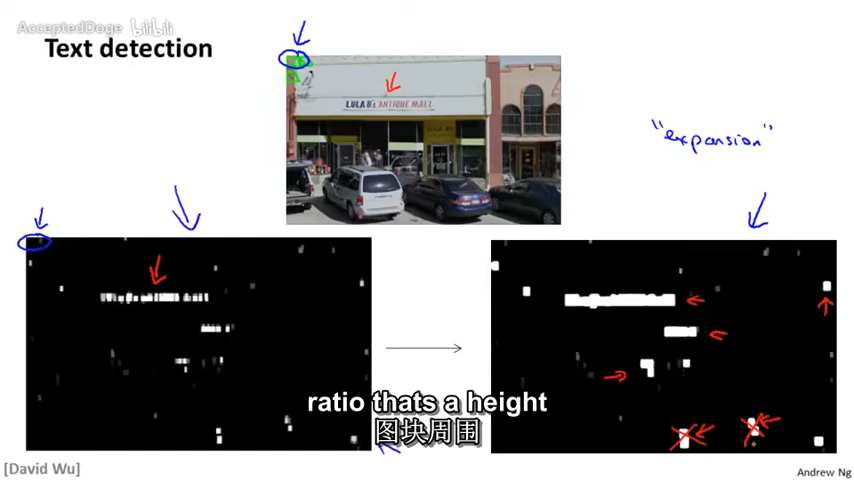 AcceptedDoge bilibili
Text detection
LULA B's ANTIQUE MALL
"expansion"
ratio thats a height
图块周围
[David Wu]
Andrew Ng